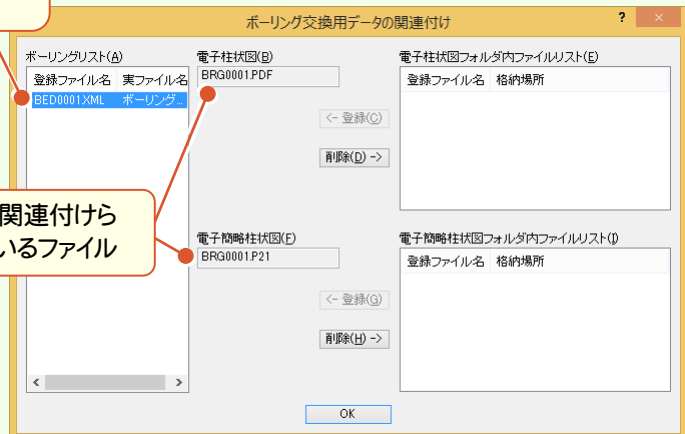 ボーリング交換用データの関連付け
? ×
ボーリングリスト(A)
登録ファイル名 実ファイル名
BED0001.XML ボーリング...
電子柱状図(B)
BRG0001.PDF
<- 登録(C)
削除(D) ->
電子柱状図フォルダ内ファイルリスト(E)
登録ファイル名 格納場所
関連付けら
いるファイル
電子簡略柱状図(F)
BRG0001.P21
<- 登録(G)
削除(H) ->
電子簡略柱状図フォルダ内ファイルリスト(I)
登録ファイル名 格納場所
< >
OK